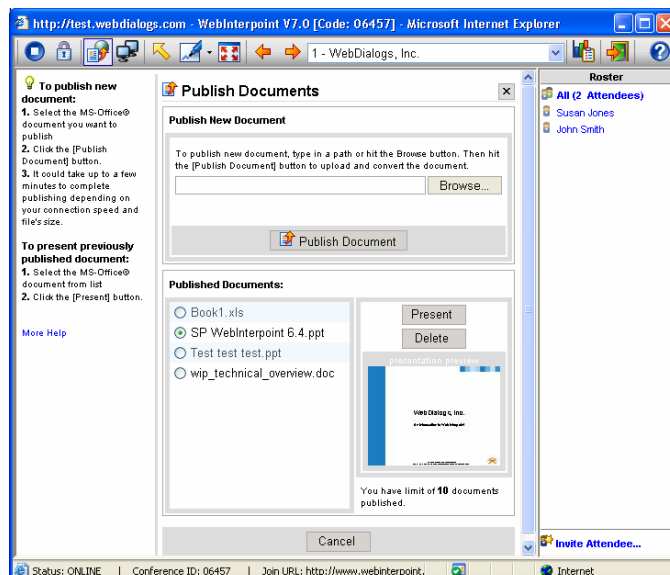 http://test.webdialogs.com - WebInterpoint V7.0 [Code: 06457] - Microsoft Internet Explorer
1 - WebDialogs, Inc.
To publish new
document:
1. Select the MS-Office®
document you want to
publish
2. Click the [Publish
Document] button.
3. It could take up to a few
minutes to complete
publishing depending on
your connection speed and
file's size.
To present previously
published document:
1. Select the MS-Office®
document from list
2. Click the [Present] button.
More Help
Publish Documents
Publish New Document
To publish new document, type in a path or hit the Browse button. Then hit
the [Publish Document] button to upload and convert the document.
Browse...
Publish Document
Published Documents:
Book1.xls
SP WebInterpoint 6.4.ppt
Test test test.ppt
wip_technical_overview.doc
Present
Delete
presentation preview
WebDialogs, Inc.
You have limit of 10 documents
published.
Cancel
Roster
All (2 Attendees)
Susan Jones
John Smith
Invite Attendee...
Status: ONLINE | Conference ID: 06457 | Join URL: http://www.webinterpoint.
Internet